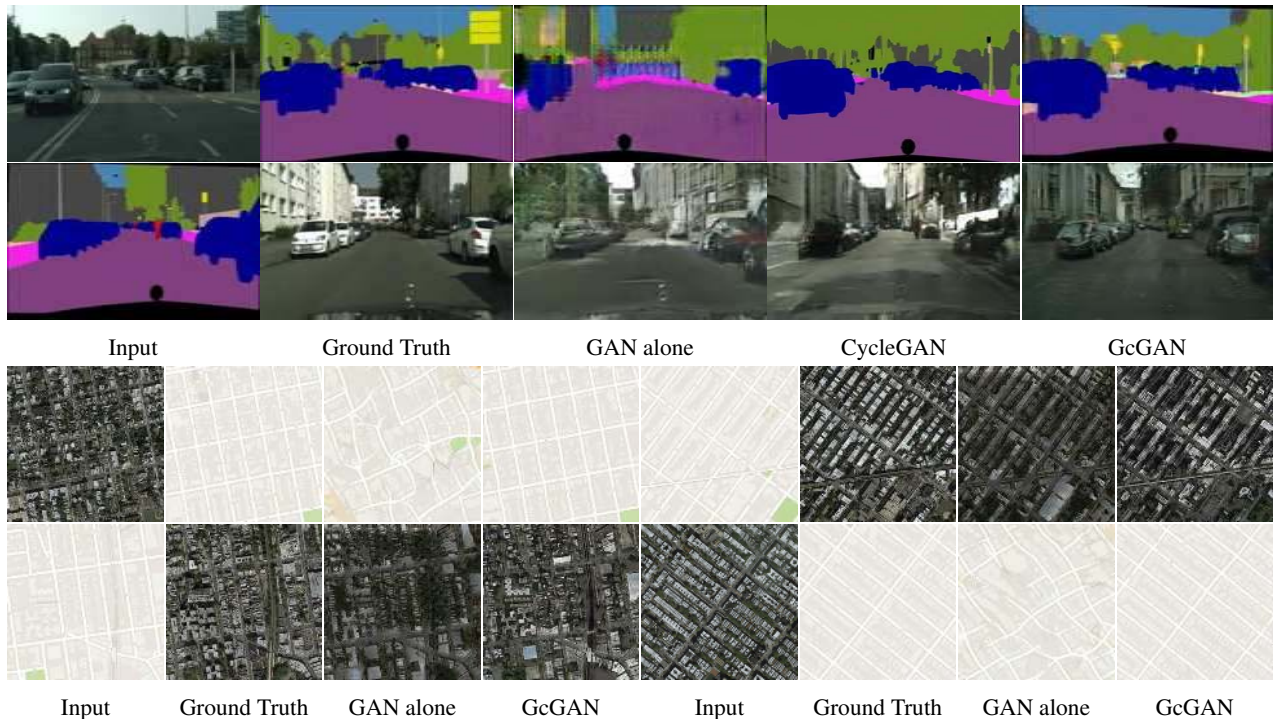 Input Ground Truth GAN alone CycleGAN GcGAN
Input Ground Truth GAN alone GcGAN Input Ground Truth GAN alone GcGAN